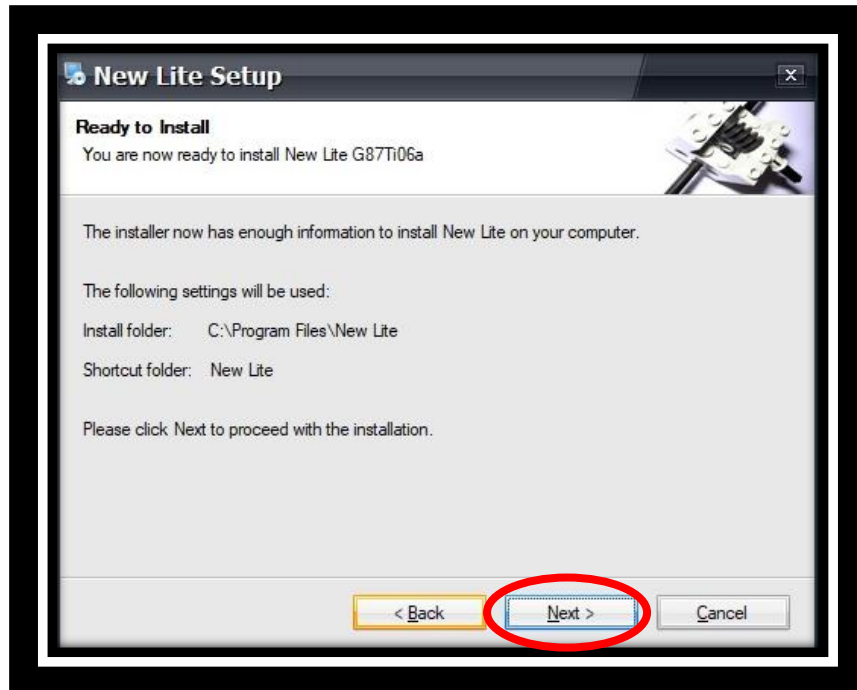 New Lite Setup
Ready to Install
You are now ready to install New Lite G87Ti06a
The installer now has enough information to install New Lite on your computer.
The following settings will be used:
Install folder: C:\Program Files\New Lite
Shortcut folder: New Lite
Please click Next to proceed with the installation.
< Back Next > Cancel